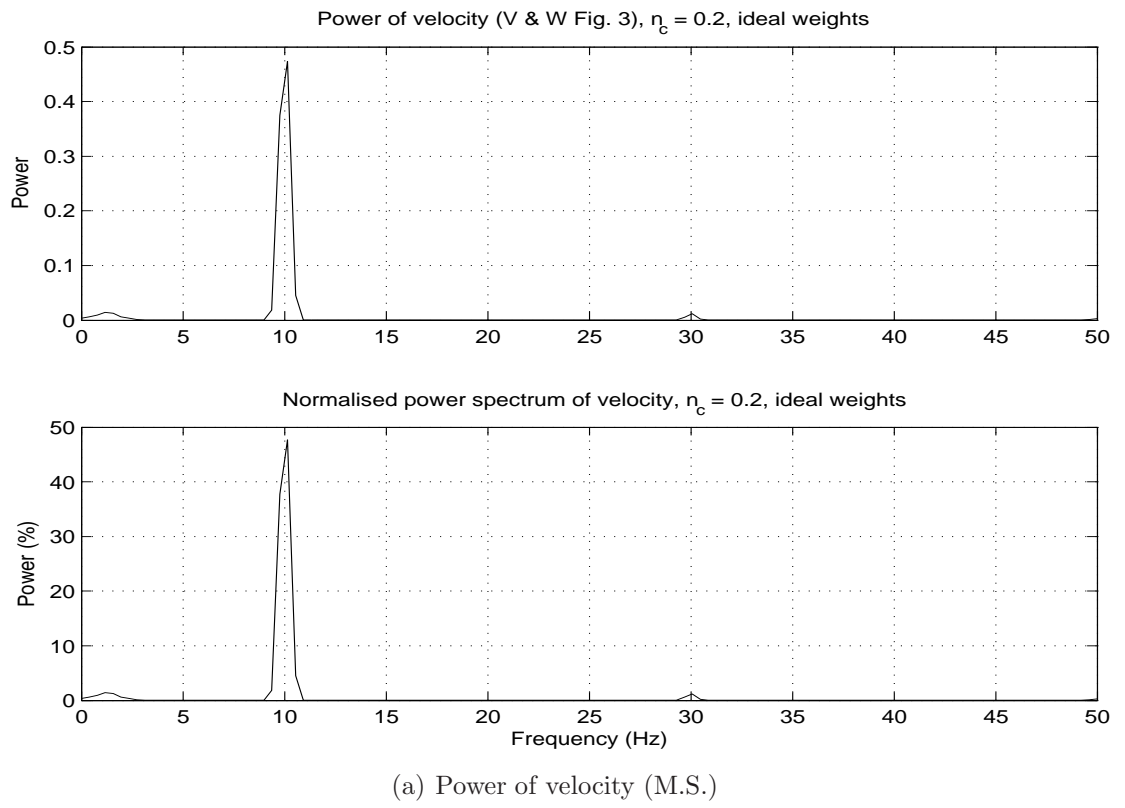 Power of velocity (V & W Fig. 3), n_c = 0.2, ideal weights
Power
0.5
0.4
0.3
0.2
0.1
0
0 5 10 15 20 25 30 35 40 45 50
Normalised power spectrum of velocity, n_c = 0.2, ideal weights
Power (%)
50
40
30
20
10
0
0 5 10 15 20 25 30 35 40 45 50
Frequency (Hz)
(a) Power of velocity (M.S.)